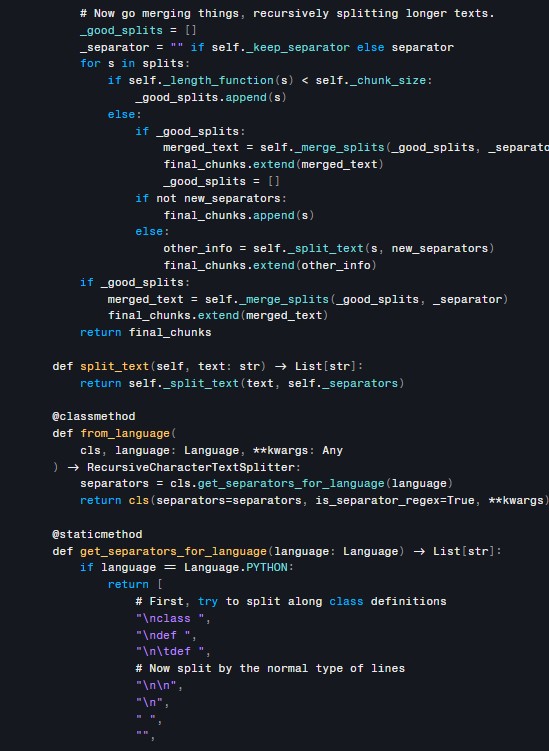 # Now go merging things, recursively splitting longer texts.
_good_splits = []
_separator = "" if self._keep_separator else separator
for s in splits:
if self._length_function(s) < self._chunk_size:
_good_splits.append(s)
else:
if _good_splits:
merged_text = self._merge_splits(_good_splits, _separato
final_chunks.extend(merged_text)
_good_splits = []
if not new_separators:
final_chunks.append(s)
else:
other_info = self._split_text(s, new_separators)
final_chunks.extend(other_info)
if _good_splits:
merged_text = self._merge_splits(_good_splits, _separator)
final_chunks.extend(merged_text)
return final_chunks
def split_text(self, text: str) → List[str]:
return self._split_text(text, self._separators)
@classmethod
def from_language(
cls, language: Language, **kwargs: Any
) → RecursiveCharacterTextSplitter:
separators = cls.get_separators_for_language(language)
return cls(separators=separators, is_separator_regex=True, **kwargs)
@staticmethod
def get_separators_for_language(language: Language) → List[str]:
if language == Language.PYTHON:
return [
# First, try to split along class definitions
"\nclass ",
"\ndef ",
"\n\tdef ",
# Now split by the normal type of lines
"\n\n",
"\n",
" ",
"",